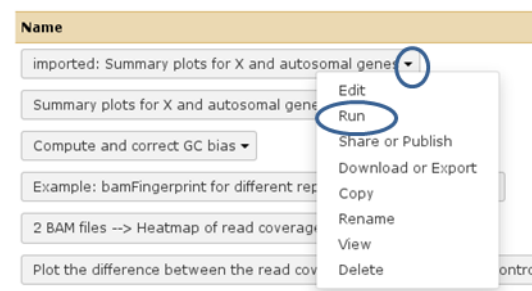 Name
imported: Summary plots for X and autosomal genes
Edit
Summary plots for X and autosomal gene
Run
Share or Publish
Compute and correct GC bias
Download or Export
Example: bamFingerprint for different rep
Copy
Rename
2 BAM files --> Heatmap of read coverage
View
Plot the difference between the read cov
Delete
ontro